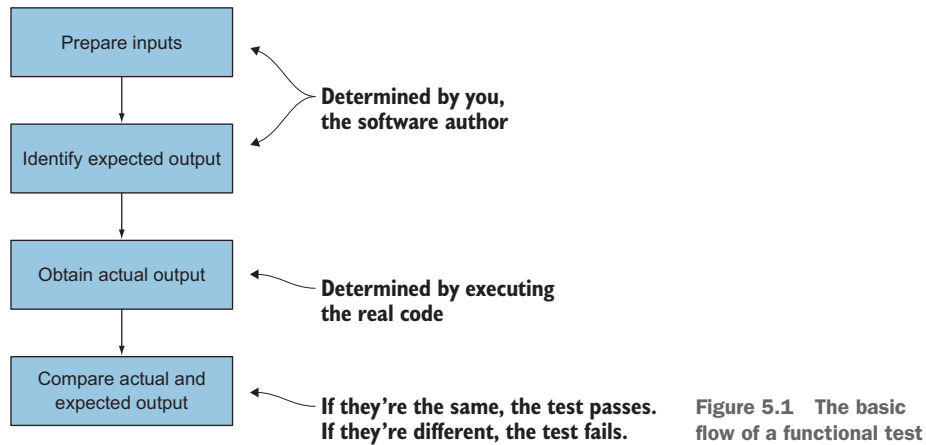 Prepare inputs
Determined by you,
the software author
Identify expected output
Obtain actual output
Determined by executing
the real code
Compare actual and
expected output
If they're the same, the test passes.
If they're different, the test fails.
Figure 5.1 The basic
flow of a functional test